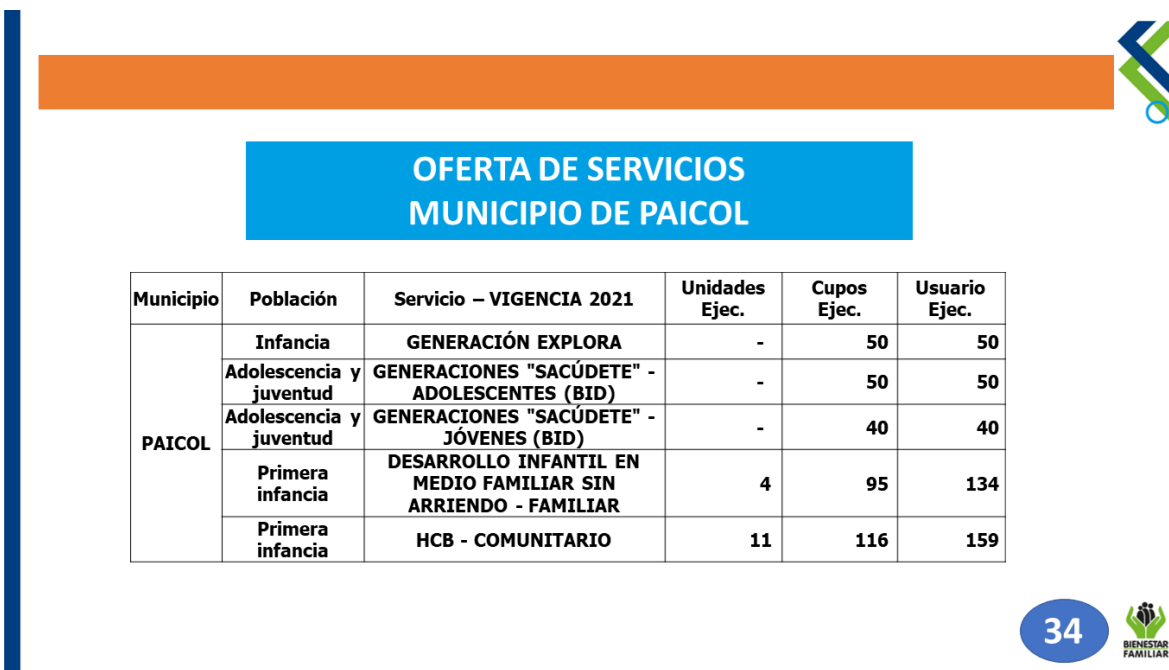 OFERTA DE SERVICIOS
MUNICIPIO DE PAICOL
Municipio Población Servicio – VIGENCIA 2021 Unidades Ejec. Cupos Ejec. Usuario Ejec.
PAICOL
Infancia GENERACIÓN EXPLORA - 50 50
Adolescencia y juventud GENERACIONES "SACÚDETE" - ADOLESCENTES (BID) - 50 50
Adolescencia y juventud GENERACIONES "SACÚDETE" - JÓVENES (BID) - 40 40
Primera infancia DESARROLLO INFANTIL EN MEDIO FAMILIAR SIN ARRIENDO - FAMILIAR 4 95 134
Primera infancia HCB - COMUNITARIO 11 116 159
34
BIENESTAR
FAMILIAR